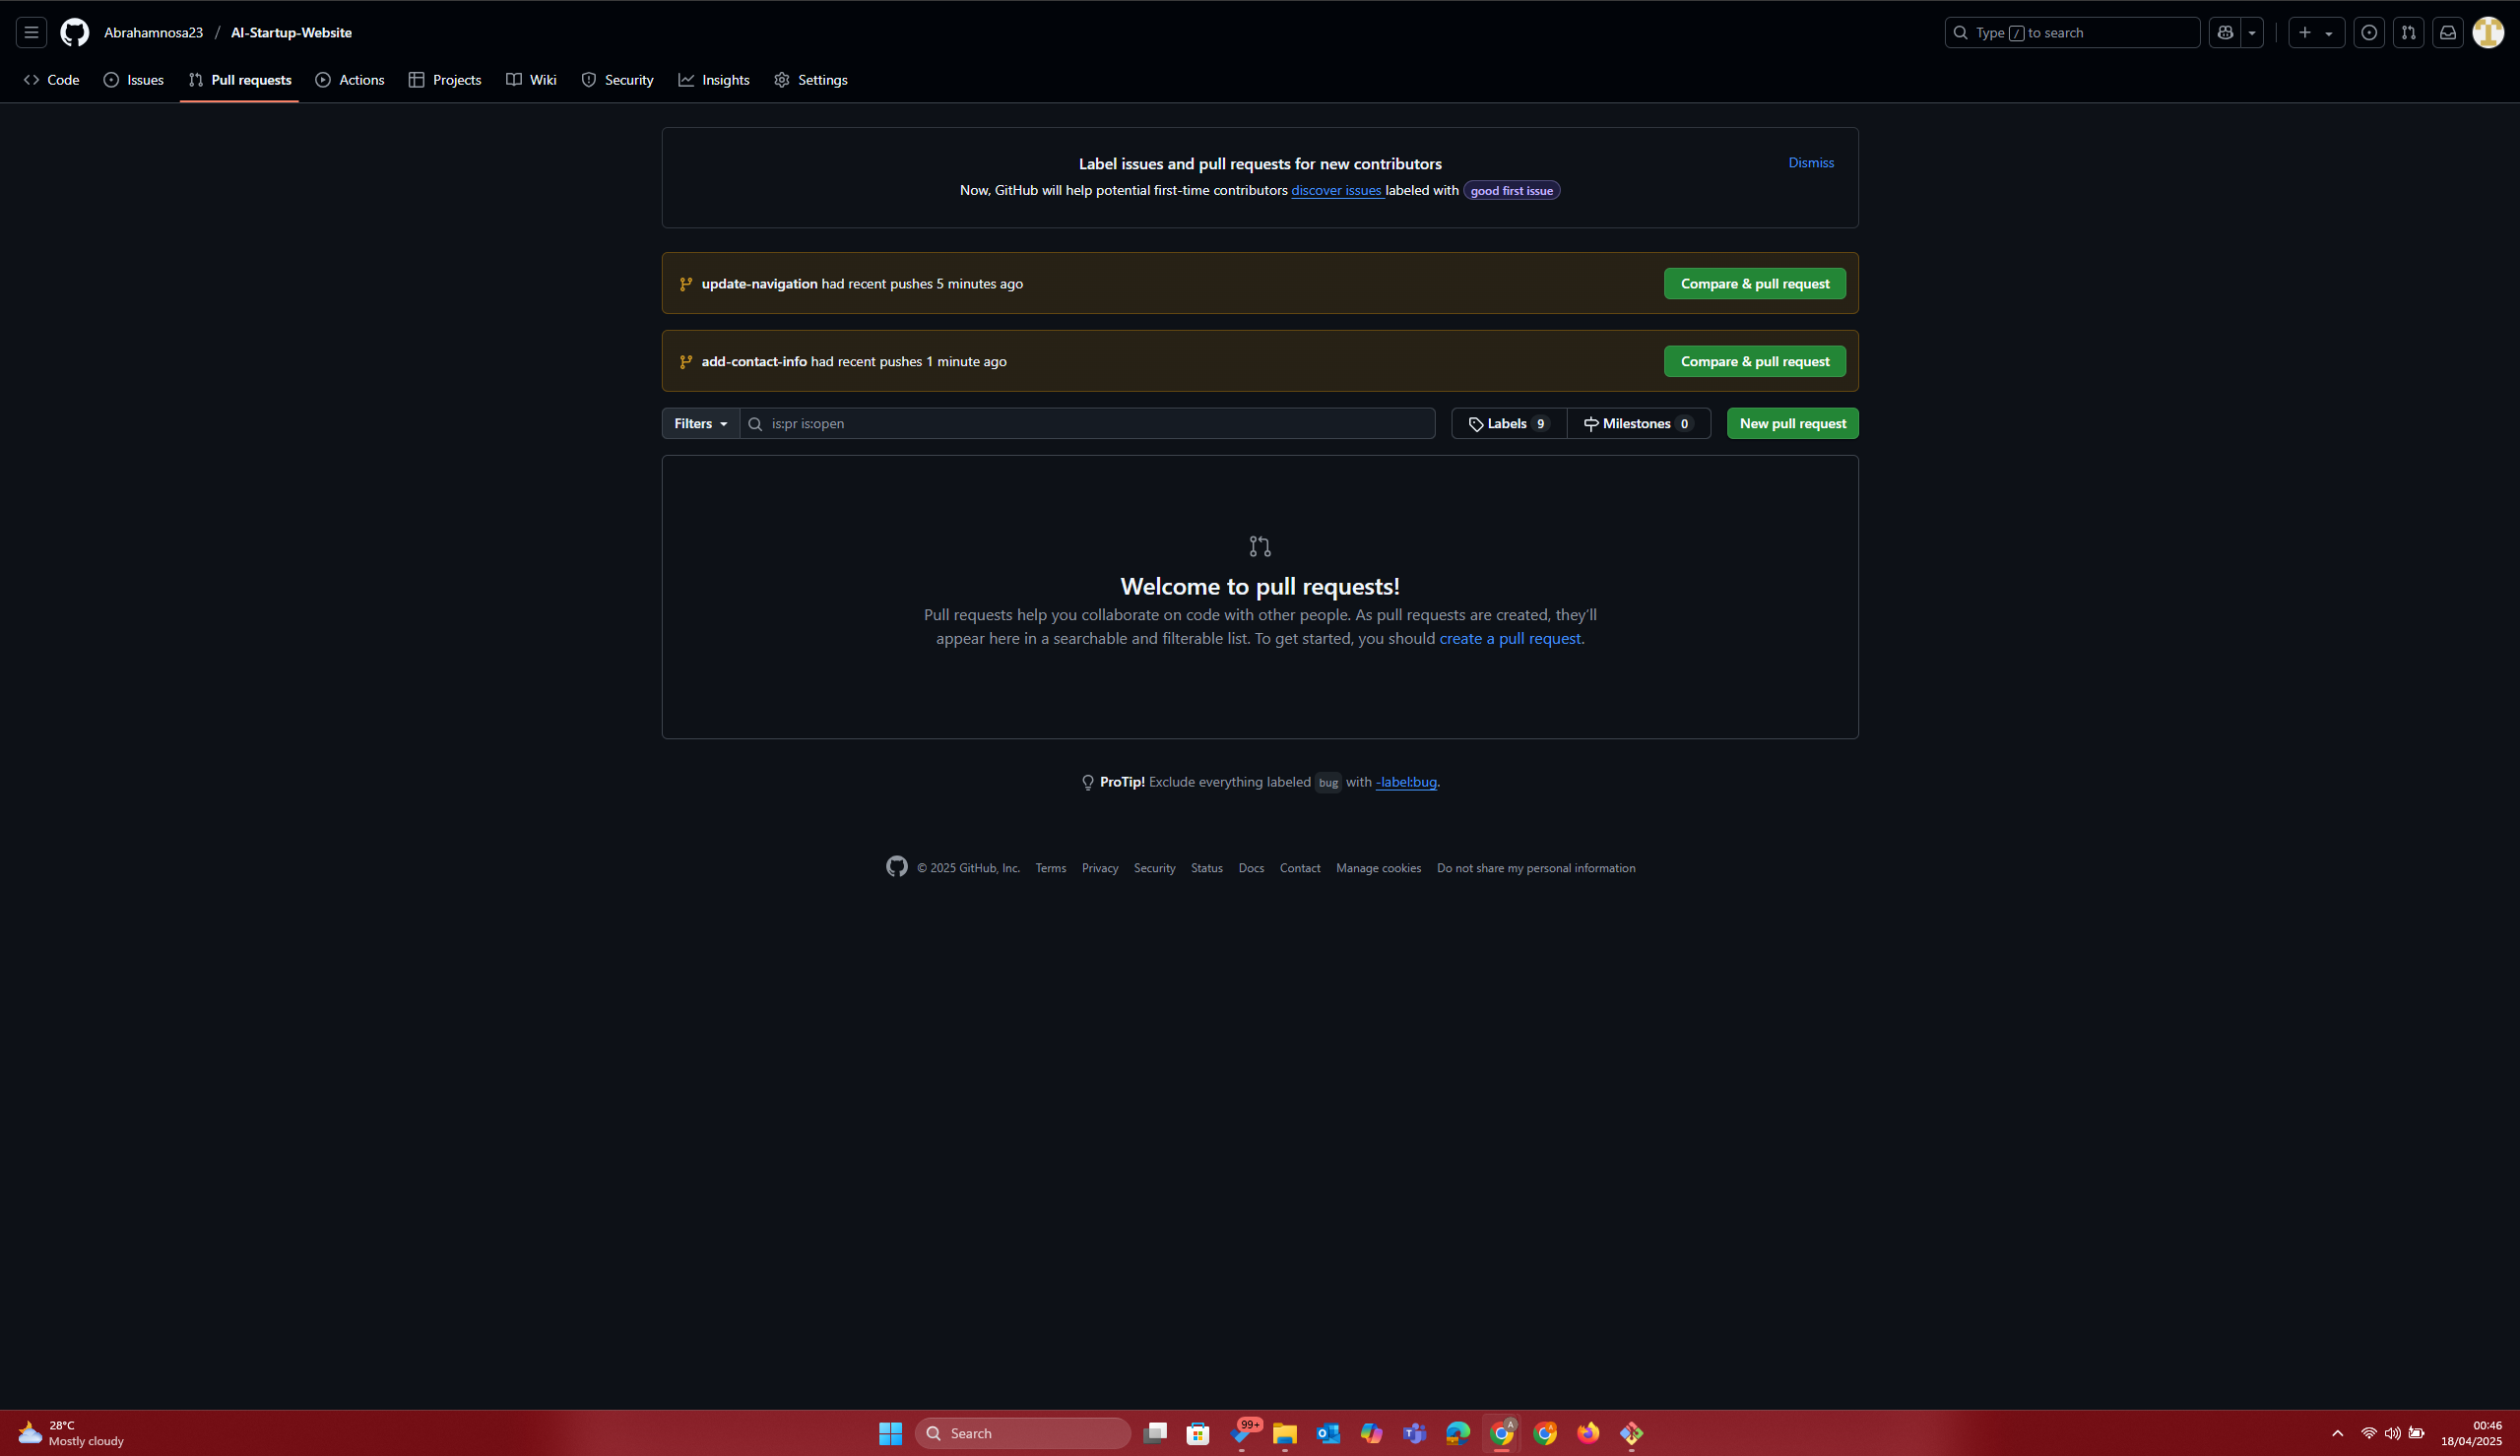 Abrahamnosa23 / AI-Startup-Website
Type / to search
Code Issues Pull requests Actions Projects Wiki Security Insights Settings
Label issues and pull requests for new contributors
Dismiss
Now, GitHub will help potential first-time contributors discover issues labeled with good first issue
update-navigation had recent pushes 5 minutes ago
Compare & pull request
add-contact-info had recent pushes 1 minute ago
Compare & pull request
Filters is:pr is:open Labels 9 Milestones 0 New pull request
Welcome to pull requests!
Pull requests help you collaborate on code with other people. As pull requests are created, they'll
appear here in a searchable and filterable list. To get started, you should create a pull request.
ProTip! Exclude everything labeled bug with -label:bug.
© 2025 GitHub, Inc. Terms Privacy Security Status Docs Contact Manage cookies Do not share my personal information
28°C
Mostly cloudy
Search
99+
A
00:46
18/04/2025